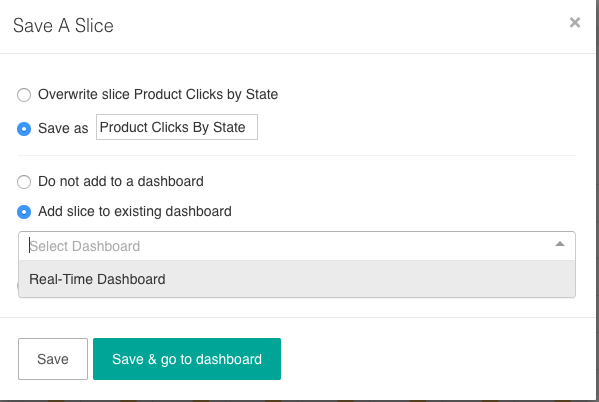 Save A Slice
×
Overwrite slice Product Clicks by State
Save as Product Clicks By State
Do not add to a dashboard
Add slice to existing dashboard
Select Dashboard
Real-Time Dashboard
Save Save & go to dashboard